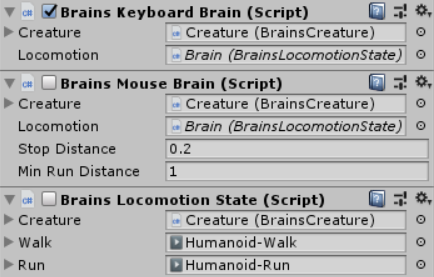 Brains Keyboard Brain (Script)
Creature Creature (BrainsCreature)
Locomotion Brain (BrainsLocomotionState)
Brains Mouse Brain (Script)
Creature Creature (BrainsCreature)
Locomotion Brain (BrainsLocomotionState)
Stop Distance 0.2
Min Run Distance 1
Brains Locomotion State (Script)
Creature Creature (BrainsCreature)
Walk Humanoid-Walk
Run Humanoid-Run